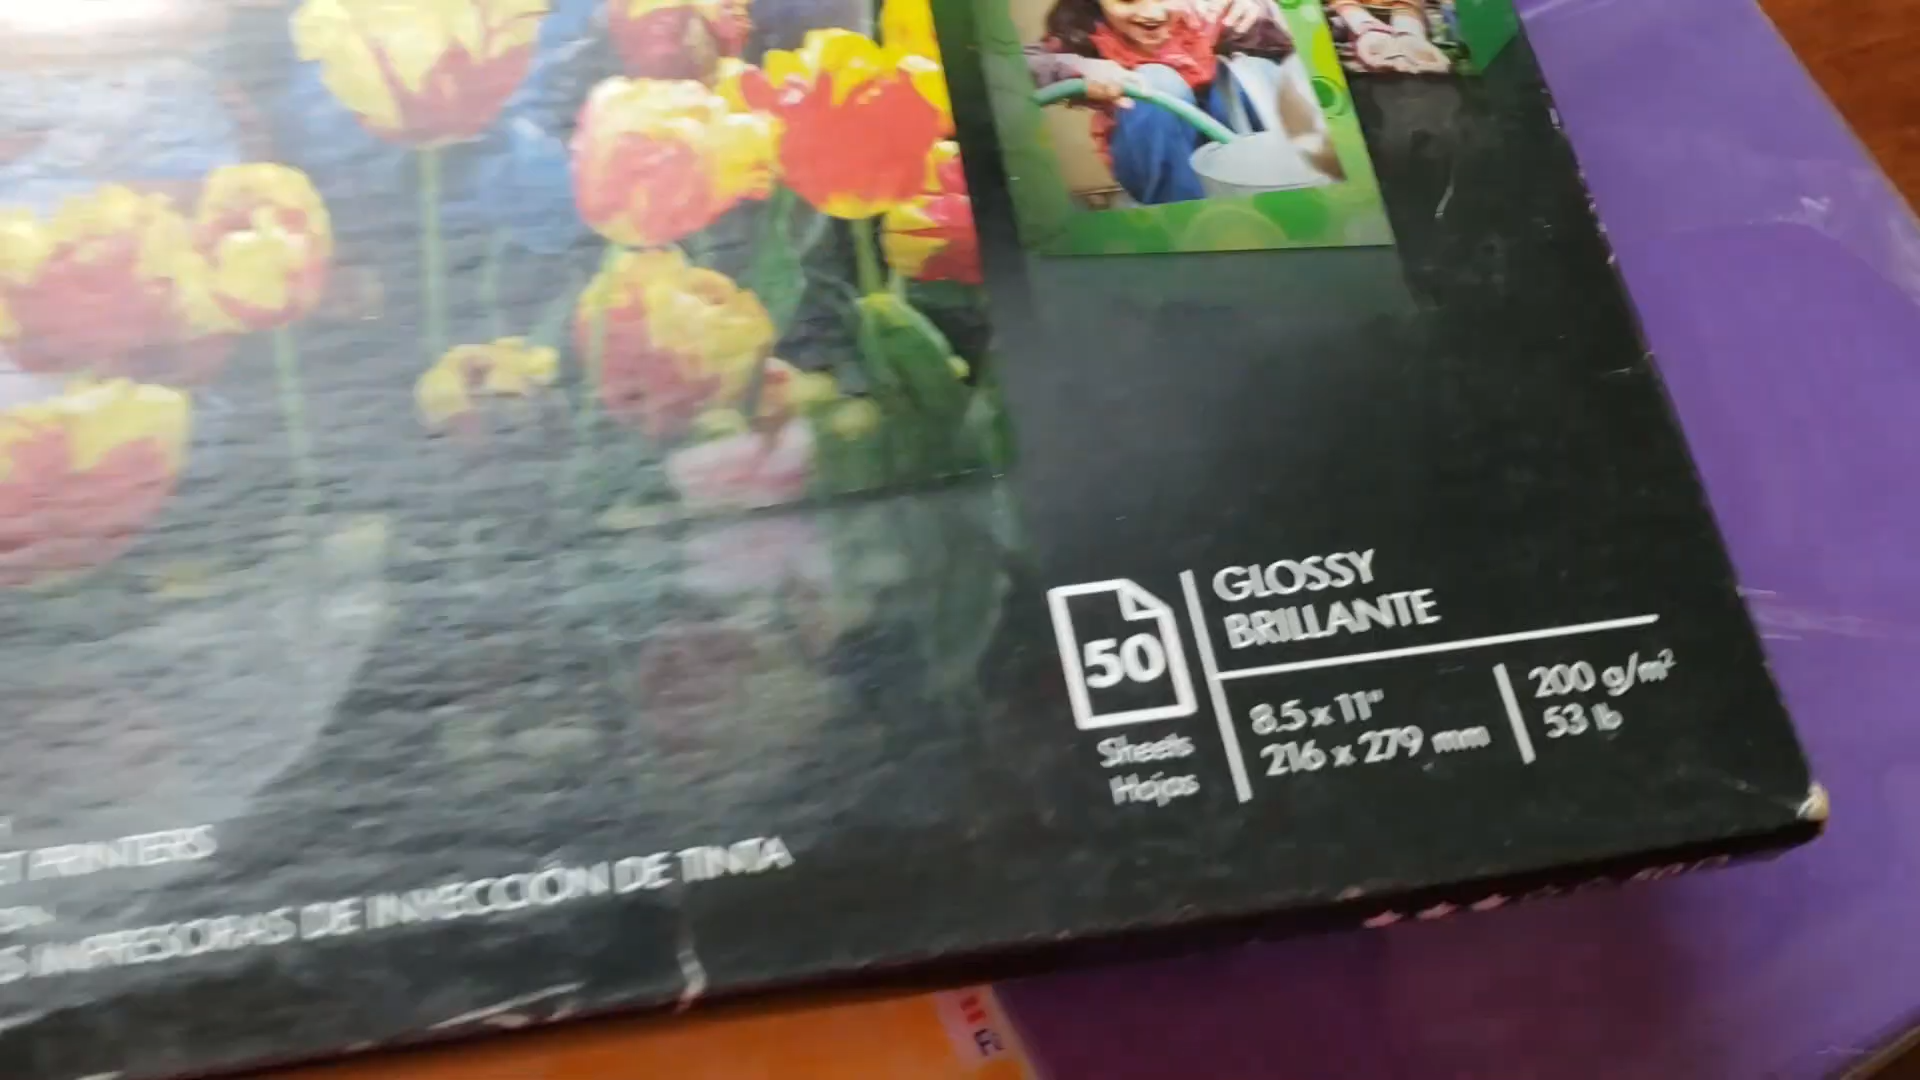 GLOSSY
BRILLANTE
50
Sheets
Hojas
8.5 x 11"
216 x 279 mm
200 g/m²
53 lb
PRINTERS
IMPRESORAS DE INYECCIÓN DE TINTA